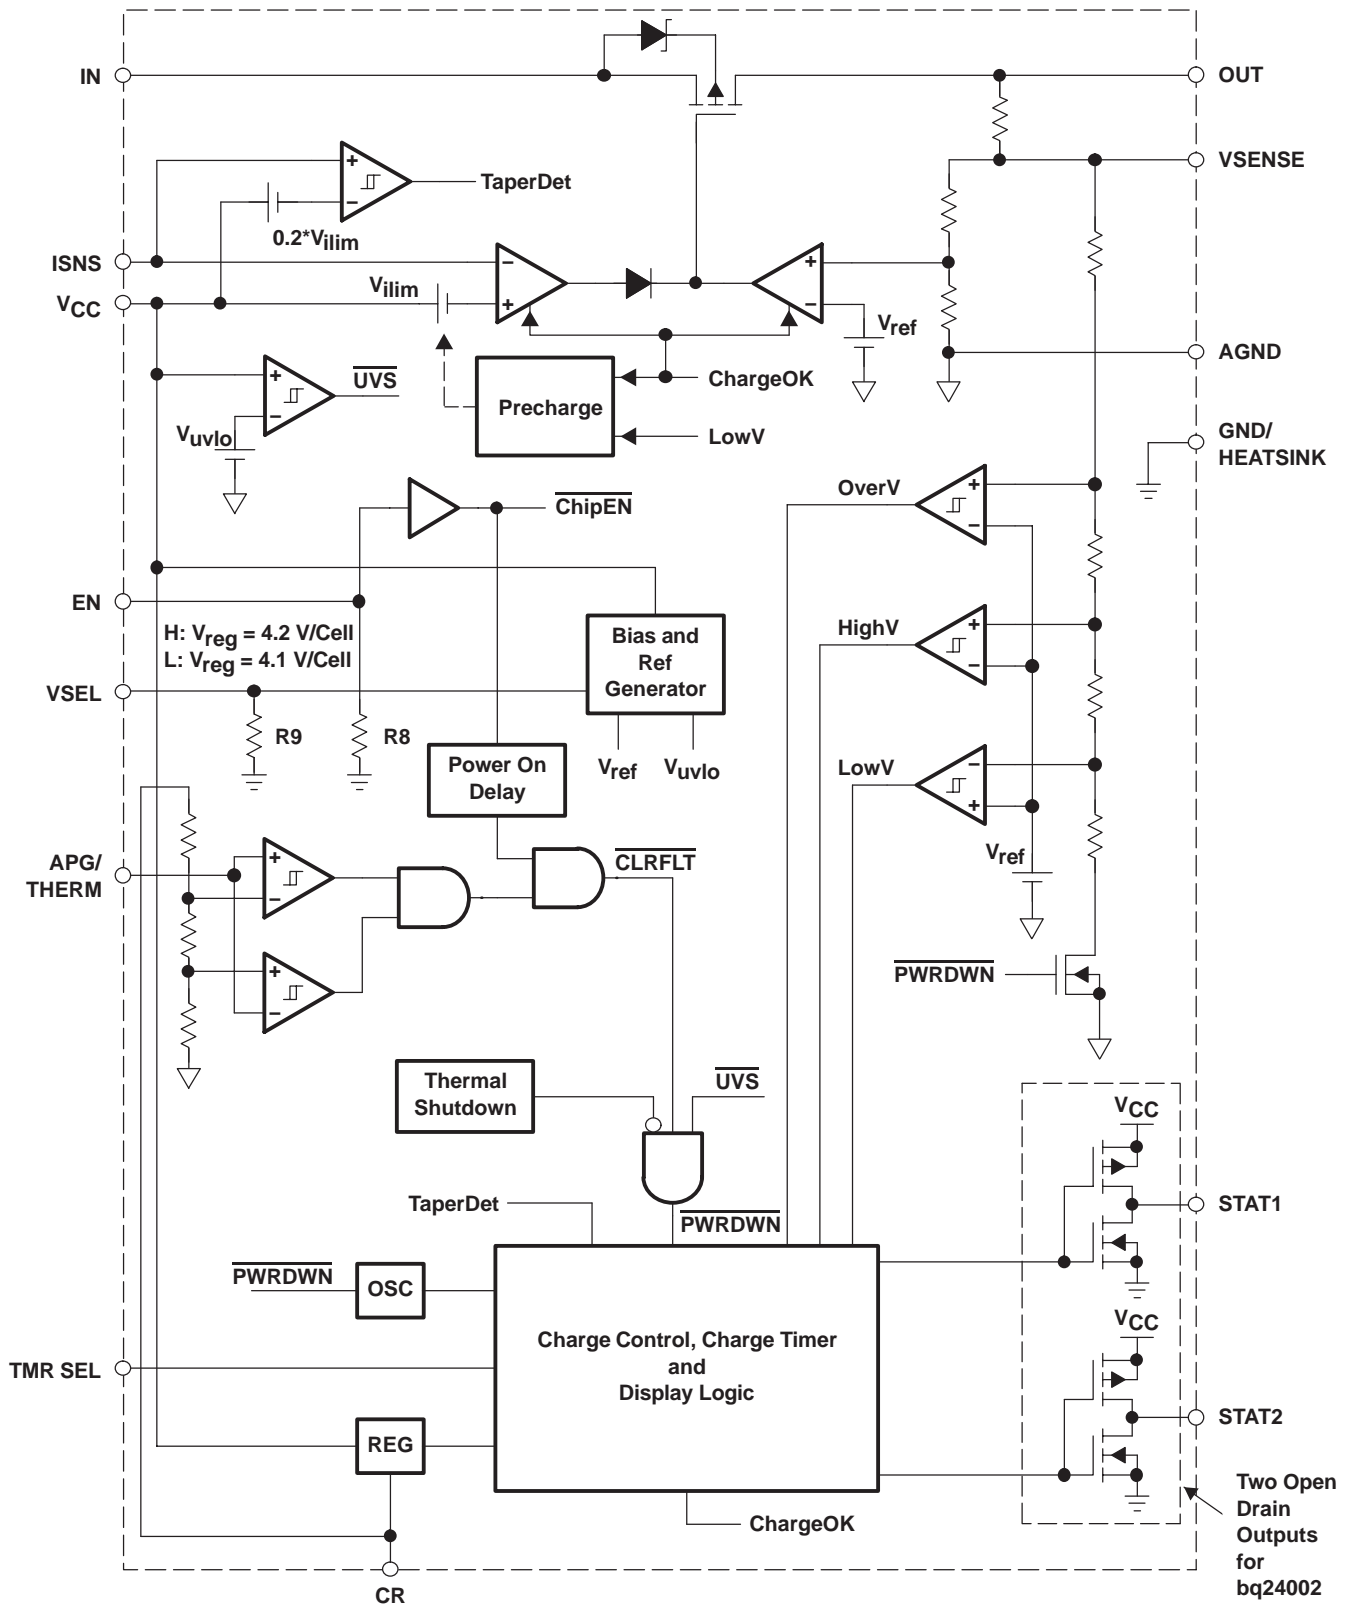 IN
OUT
VSENSE
+
−
TaperDet
0.2*Vilim
ISNS
VCC
Vilim
−
+
+
−
Vref
AGND
+
−
UVS
Vuvlo
Precharge
ChargeOK
LowV
GND/
HEATSINK
ChipEN
OverV
+
−
EN
H: Vreg = 4.2 V/Cell
L: Vreg = 4.1 V/Cell
Bias and
Ref
Generator
HighV
+
−
VSEL
R9
R8
Vref
Vuvlo
Power On
Delay
LowV
−
+
Vref
APG/
THERM
+
−
CLRFLT
+
−
PWRDWN
Thermal
Shutdown
UVS
VCC
TaperDet
PWRDWN
STAT1
PWRDWN
OSC
Charge Control, Charge Timer
and
Display Logic
VCC
TMR SEL
STAT2
REG
Two Open
Drain
Outputs
for
bq24002
ChargeOK
CR